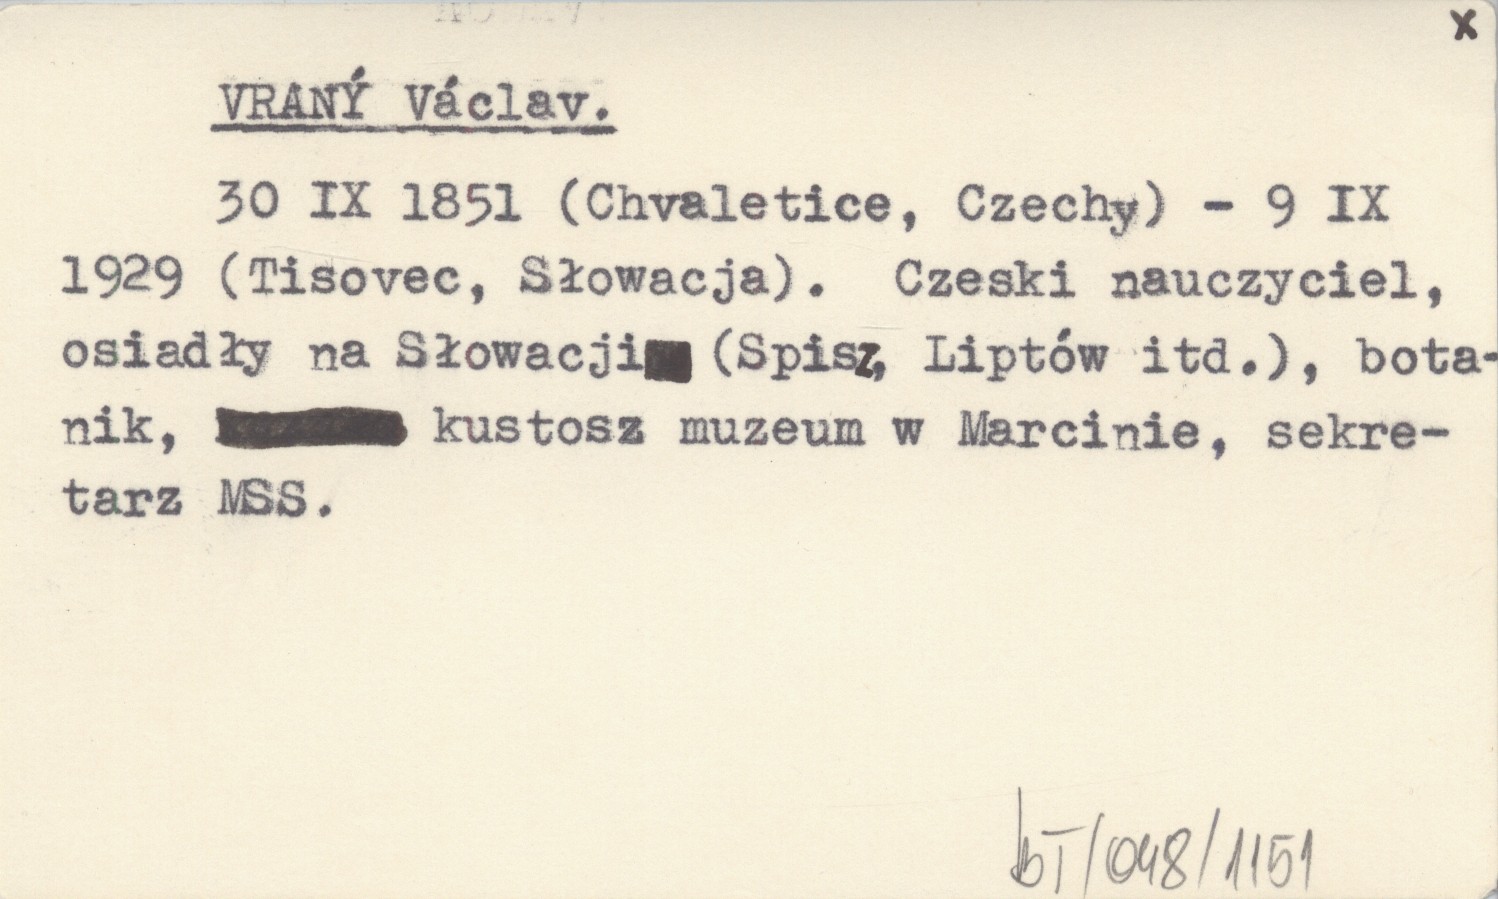 x
VRANÝ Václav.
30 IX 1851 (Chvaletice, Czechy) - 9 IX
1929 (Tisovec, Słowacja). Czeski nauczyciel,
osiadły na Słowacji (Spisz, Liptów itd.), bota-
nik, kustosz muzeum w Marcinie, sekre-
tarz MSS.
bT/048/1151